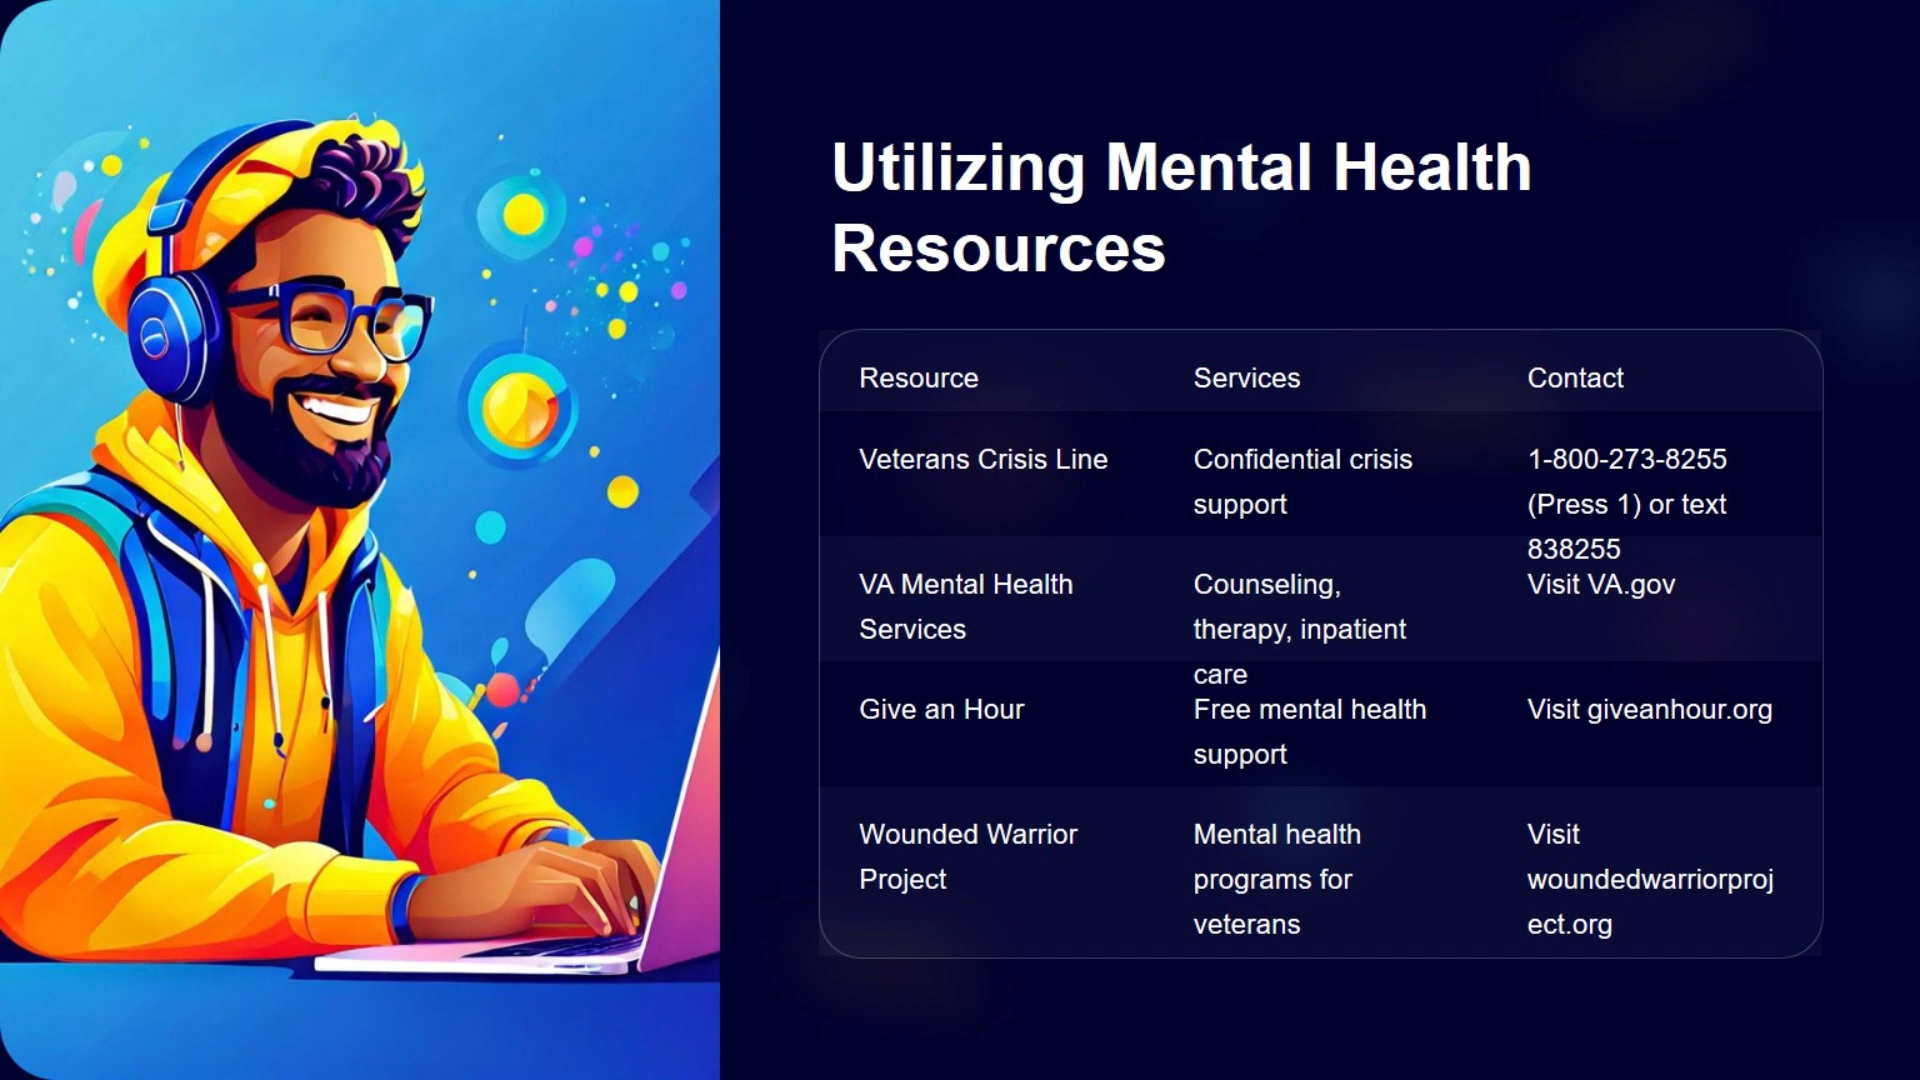 Utilizing Mental Health
Resources
Resource Services Contact
Veterans Crisis Line Confidential crisis 1-800-273-8255
support (Press 1) or text
838255
VA Mental Health Counseling, Visit VA.gov
Services therapy, inpatient
care
Give an Hour Free mental health Visit giveanhour.org
support
Wounded Warrior Mental health Visit
Project programs for woundedwarriorproj
veterans ect.org